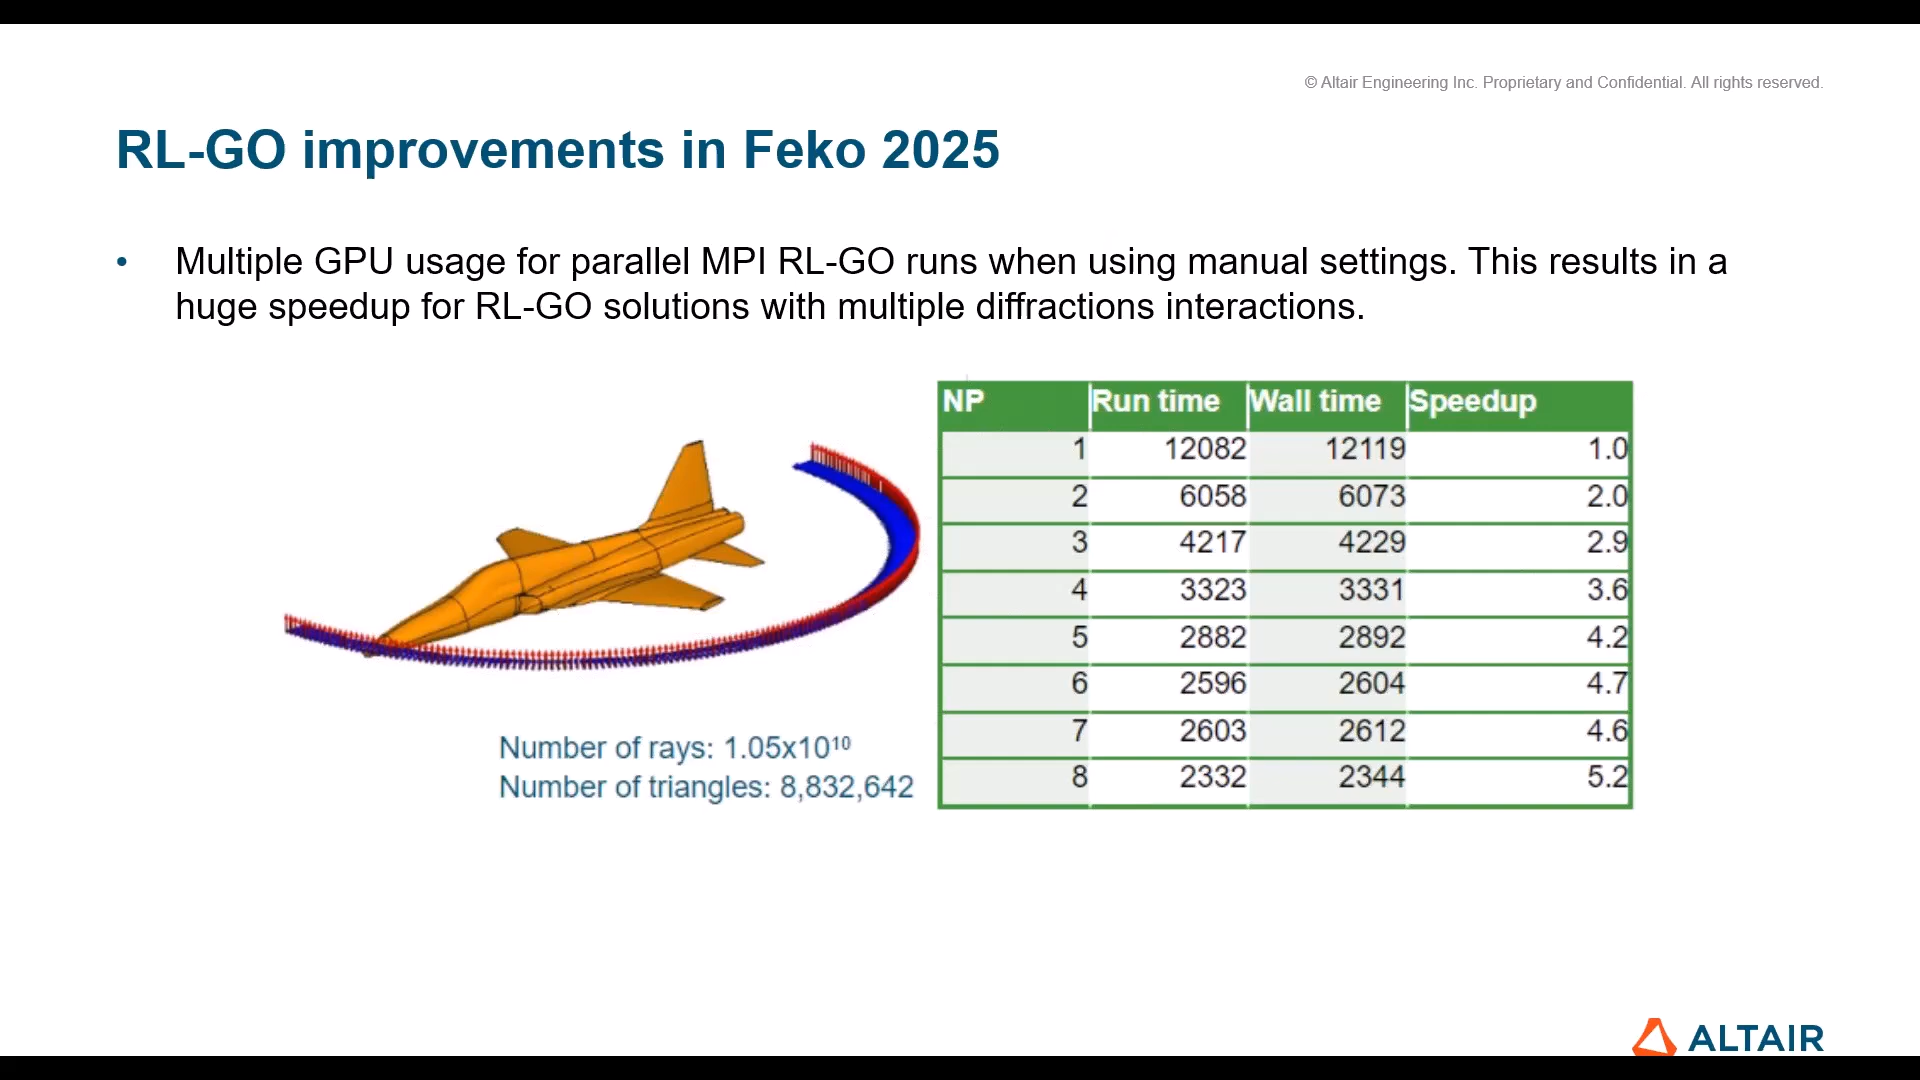 © Altair Engineering Inc. Proprietary and Confidential. All rights reserved.
RL-GO improvements in Feko 2025
• Multiple GPU usage for parallel MPI RL-GO runs when using manual settings. This results in a
huge speedup for RL-GO solutions with multiple diffractions interactions.
NP Run time Wall time Speedup
1 12082 12119 1.0
2 6058 6073 2.0
3 4217 4229 2.9
4 3323 3331 3.6
5 2882 2892 4.2
6 2596 2604 4.7
7 2603 2612 4.6
8 2332 2344 5.2
Number of rays: 1.05x10¹⁰
Number of triangles: 8,832,642
ALTAIR